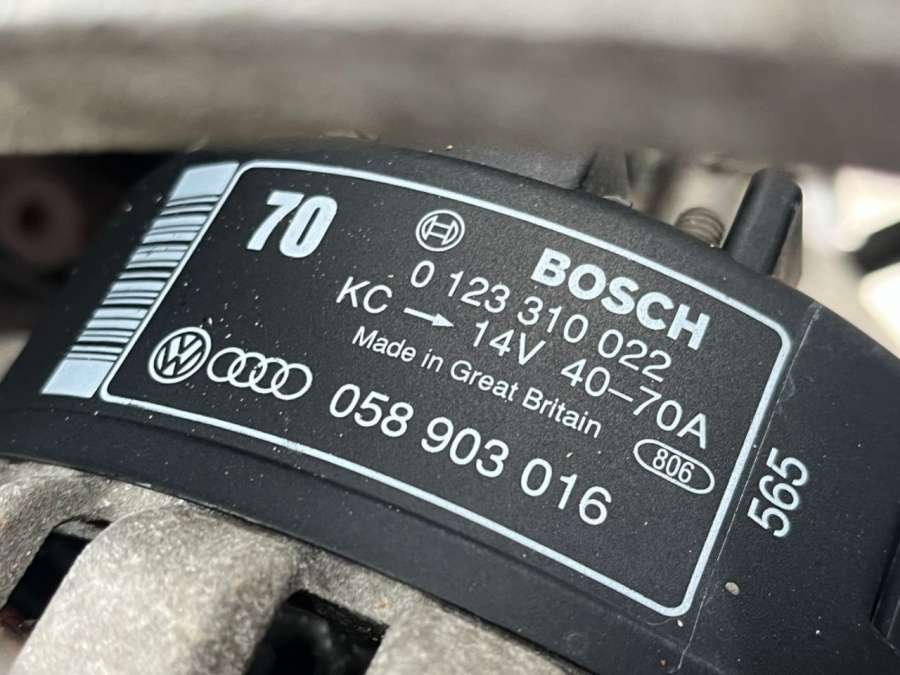 70
BOSCH
0 123 310 022
KC → 14V 40–70A
Made in Great Britain
806
058 903 016
565